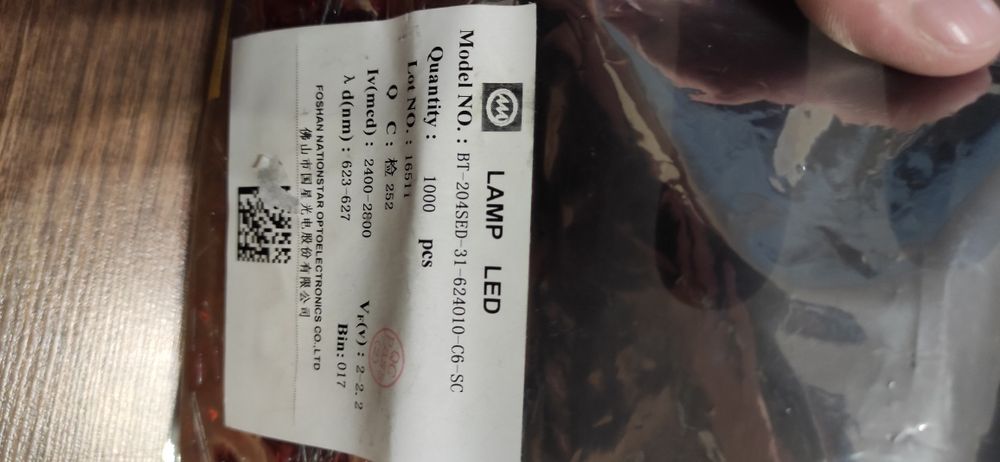 LAMP LED
Model NO.: BT-204SED-31-624010-C6-SC
Quantity: 1000 pcs
Lot NO.: 16511
Q C: 检 252
Iv(mcd): 2400-2800 VF(v): 2-2.2
λd(nm): 623-627 Bin: 017
FOSHAN NATIONSTAR OPTOELECTRONICS CO.,LTD
佛山市国星光电股份有限公司